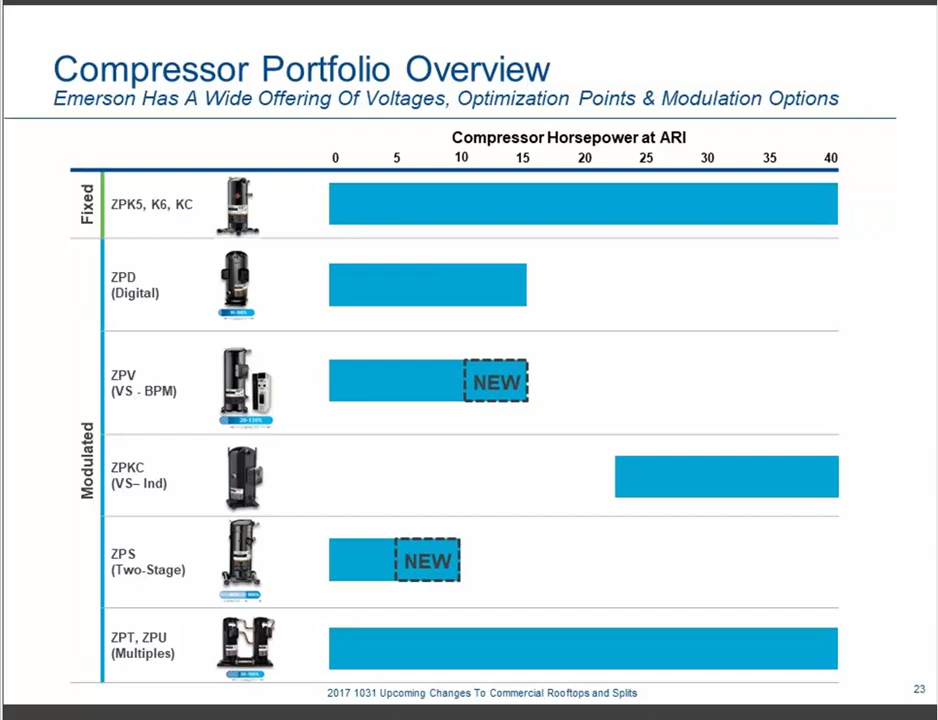 Compressor Portfolio Overview
Emerson Has A Wide Offering Of Voltages, Optimization Points & Modulation Options
Compressor Horsepower at ARI
0 5 10 15 20 25 30 35 40
Fixed
ZPK5, K6, KC
Modulated
ZPD
(Digital)
ZPV
(VS - BPM)
NEW
20-130%
ZPKC
(VS– Ind)
ZPS
(Two-Stage)
NEW
ZPT, ZPU
(Multiples)
2017 1031 Upcoming Changes To Commercial Rooftops and Splits
23